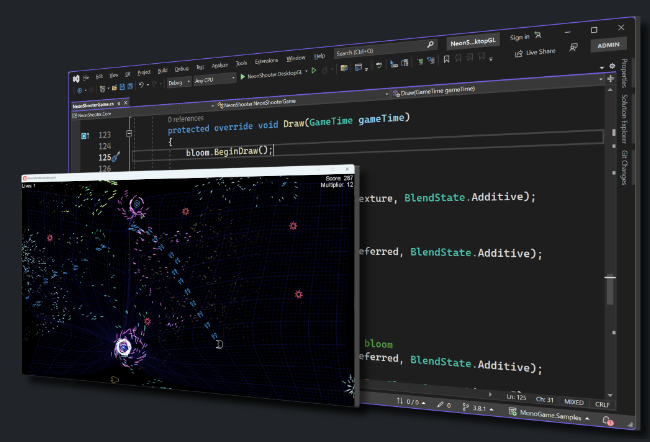 File Edit View Git Project Build Debug Test Analyze Tools Extensions Window Help Search (Ctrl+Q) NeonS...ktopGL Sign in
Debug Any CPU NeonShooter.DesktopGL Live Share ADMIN
NeonShooterGame.cs
NeonShooter.Core NeonShooter.NeonShooterGame Draw(GameTime gameTime)
0 references
123 protected override void Draw(GameTime gameTime)
124 {
125 bloom.BeginDraw();
126
exture, BlendState.Additive);
eferred, BlendState.Additive);
bloom
eferred, BlendState.Additive);
Ln: 125 Ch: 31 MIXED CRLF
0 / 0 0 3.8.1 MonoGame.Samples
Properties
Solution Explorer
Git Changes
Lives: 1
Score: 287
Multiplier: 12